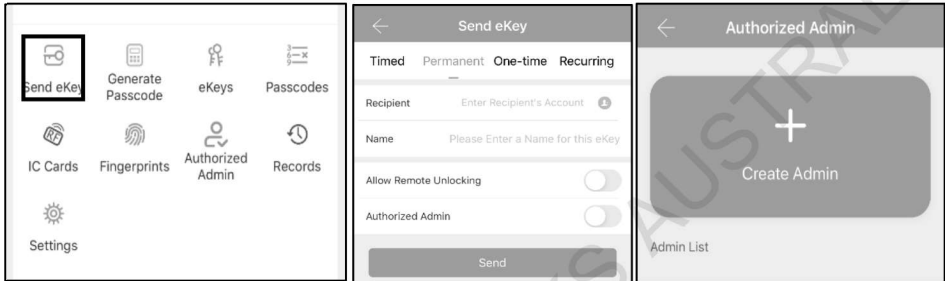 Send eKey
Generate Passcode
eKeys
Passcodes
IC Cards
Fingerprints
Authorized Admin
Records
Settings
Send eKey
Timed Permanent One-time Recurring
Recipient Enter Recipient's Account
Name Please Enter a Name for this eKey
Allow Remote Unlocking
Authorized Admin
Send
Authorized Admin
Create Admin
Admin List